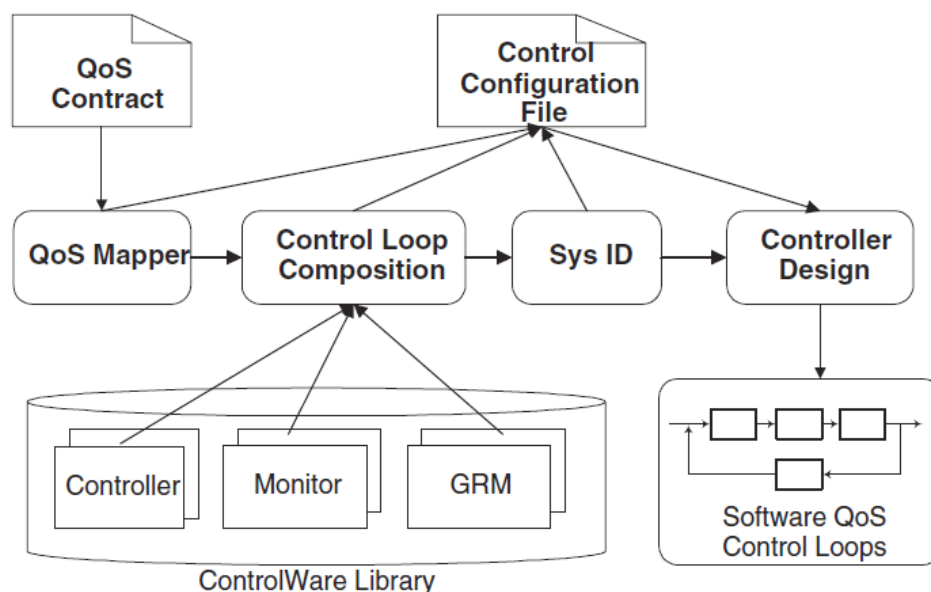 QoS
Contract
Control
Configuration
File
QoS Mapper
Control Loop
Composition
Sys ID
Controller
Design
Controller
Monitor
GRM
ControlWare Library
Software QoS
Control Loops